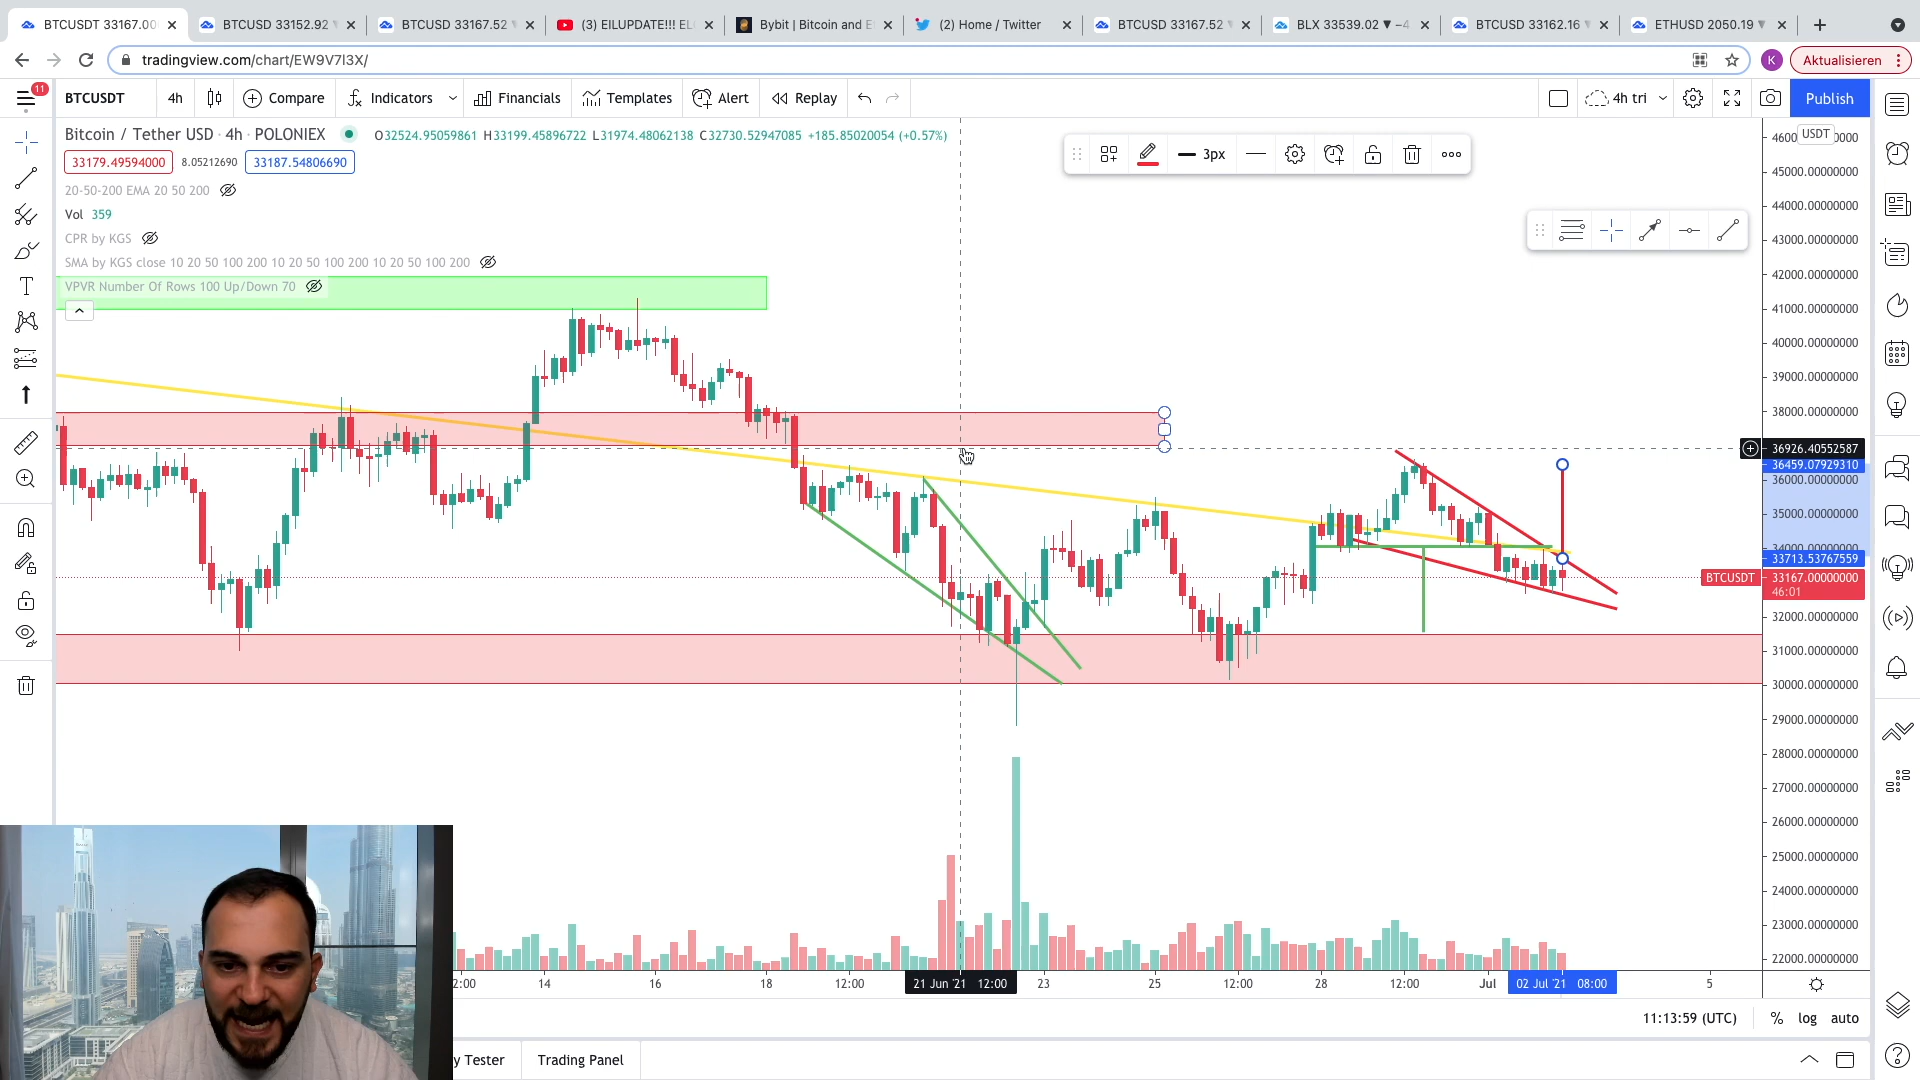 BTCUSDT 33167.00
BTCUSD 33152.92
BTCUSD 33167.52
(3) EILUPDATE!!! EL
Bybit | Bitcoin and E
(2) Home / Twitter
BTCUSD 33167.52
BLX 33539.02 ▼ −4
BTCUSD 33162.16
ETHUSD 2050.19 ▼
tradingview.com/chart/EW9V7I3X/
K
Aktualisieren
11
BTCUSDT
4h
Compare
Indicators
Financials
Templates
Alert
Replay
4h tri
Publish
Bitcoin / Tether USD · 4h · POLONIEX
O32524.95059861 H33199.45896722 L31974.48062138 C32730.52947085 +185.85020054 (+0.57%)
33179.49594000
8.05212690
33187.54806690
20-50-200 EMA 20 50 200
Vol 359
CPR by KGS
SMA by KGS close 10 20 50 100 200 10 20 50 100 200 10 20 50 100 200
VPVR Number Of Rows 100 Up/Down 70
3px
USDT
45000.00000000
44000.00000000
43000.00000000
42000.00000000
41000.00000000
40000.00000000
39000.00000000
38000.00000000
36926.40552587
36459.07929310
36000.00000000
35000.00000000
33713.53767559
BTCUSDT
33167.00000000
46:01
32000.00000000
31000.00000000
30000.00000000
29000.00000000
28000.00000000
27000.00000000
26000.00000000
25000.00000000
24000.00000000
23000.00000000
22000.00000000
14
16
18
12:00
21 Jun '21 12:00
23
25
12:00
28
12:00
Jul
02 Jul '21 08:00
5
11:13:59 (UTC)
%
log
auto
Tester
Trading Panel